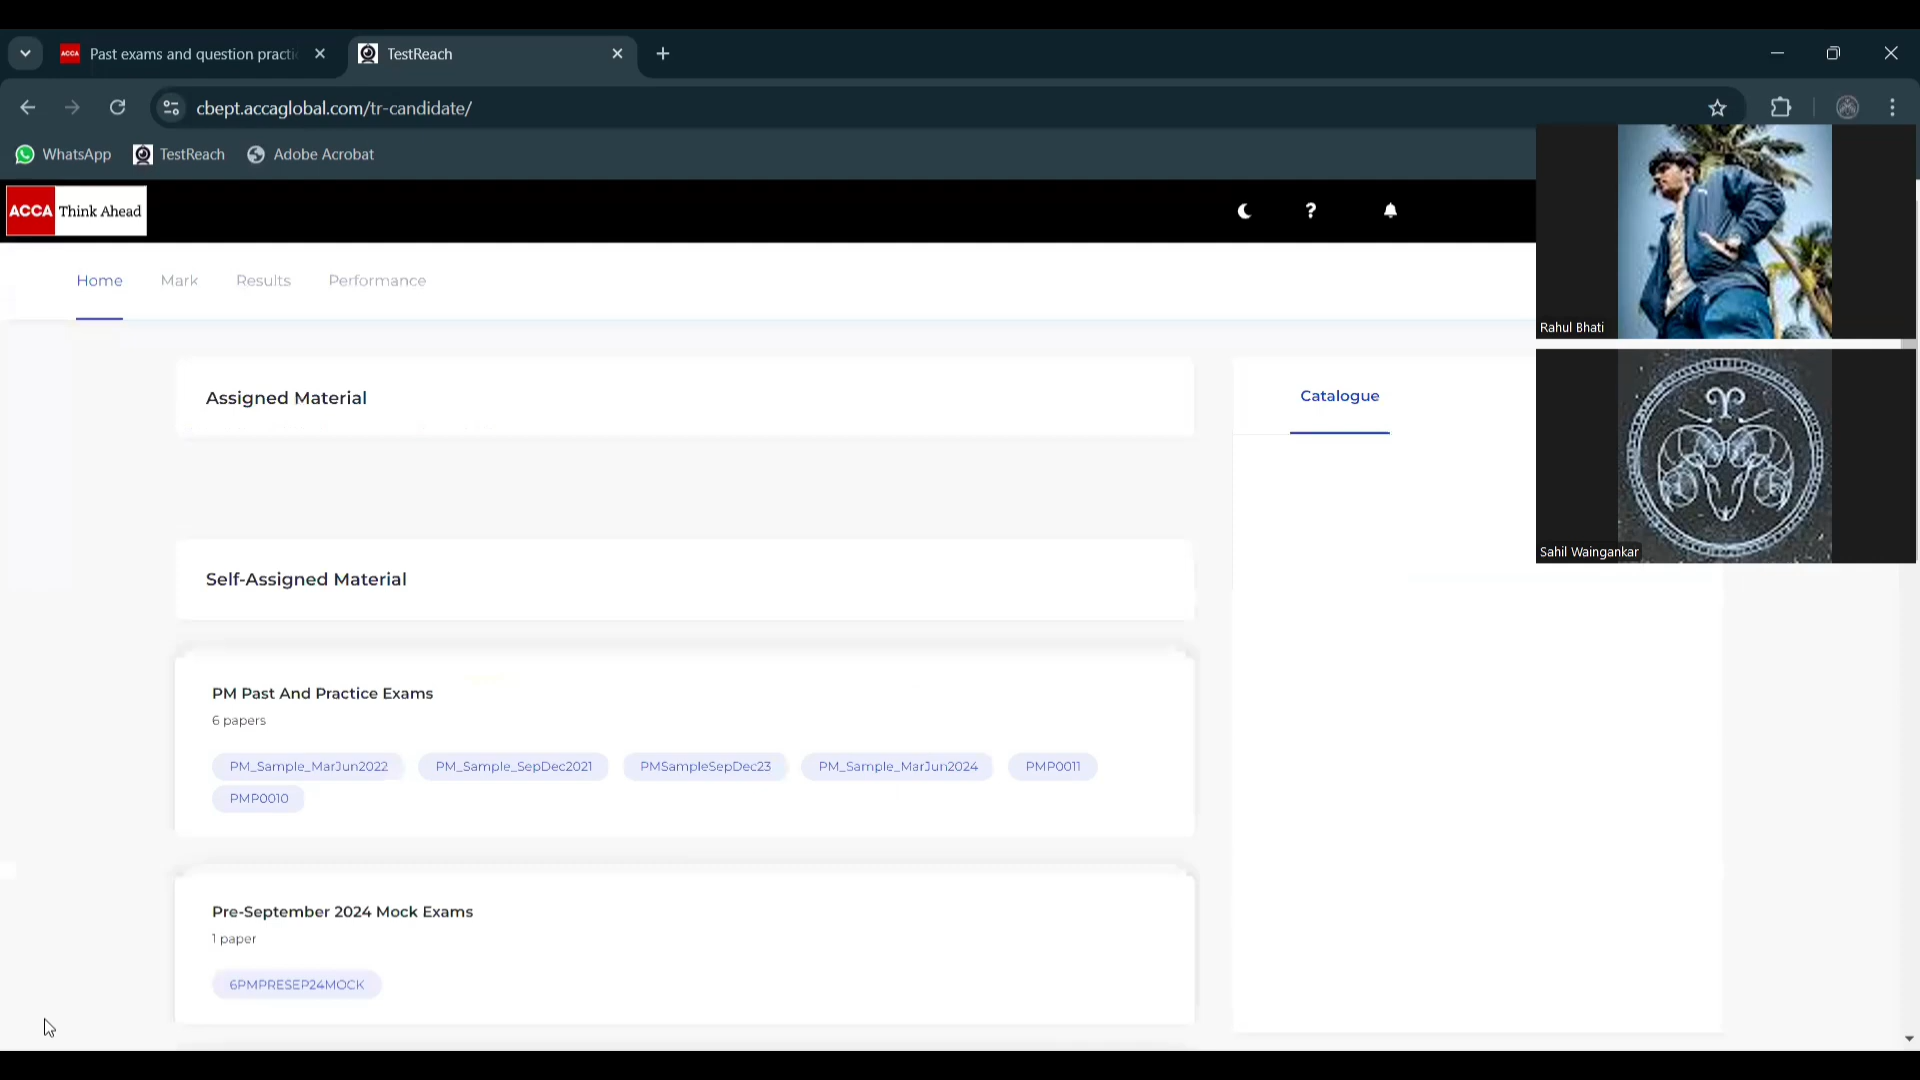 Past exams and question practi
TestReach
cbept.accaglobal.com/tr-candidate/
WhatsApp
TestReach
Adobe Acrobat
ACCA Think Ahead
?
Home
Mark
Results
Performance
Rahul Bhati
Assigned Material
Catalogue
Sahil Waingankar
Self-Assigned Material
PM Past And Practice Exams
6 papers
PM_Sample_MarJun2022
PM_Sample_SepDec2021
PMSampleSepDec23
PM_Sample_MarJun2024
PMP0011
PMP0010
Pre-September 2024 Mock Exams
1 paper
6PMPRESEP24MOCK